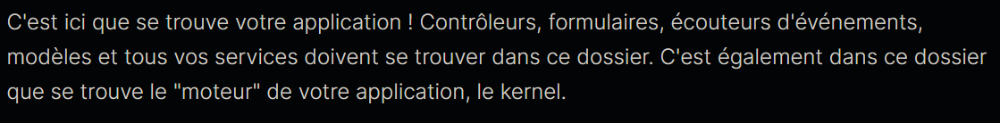 C'est ici que se trouve votre application ! Contrôleurs, formulaires, écouteurs d'événements,
modèles et tous vos services doivent se trouver dans ce dossier. C'est également dans ce dossier
que se trouve le "moteur" de votre application, le kernel.